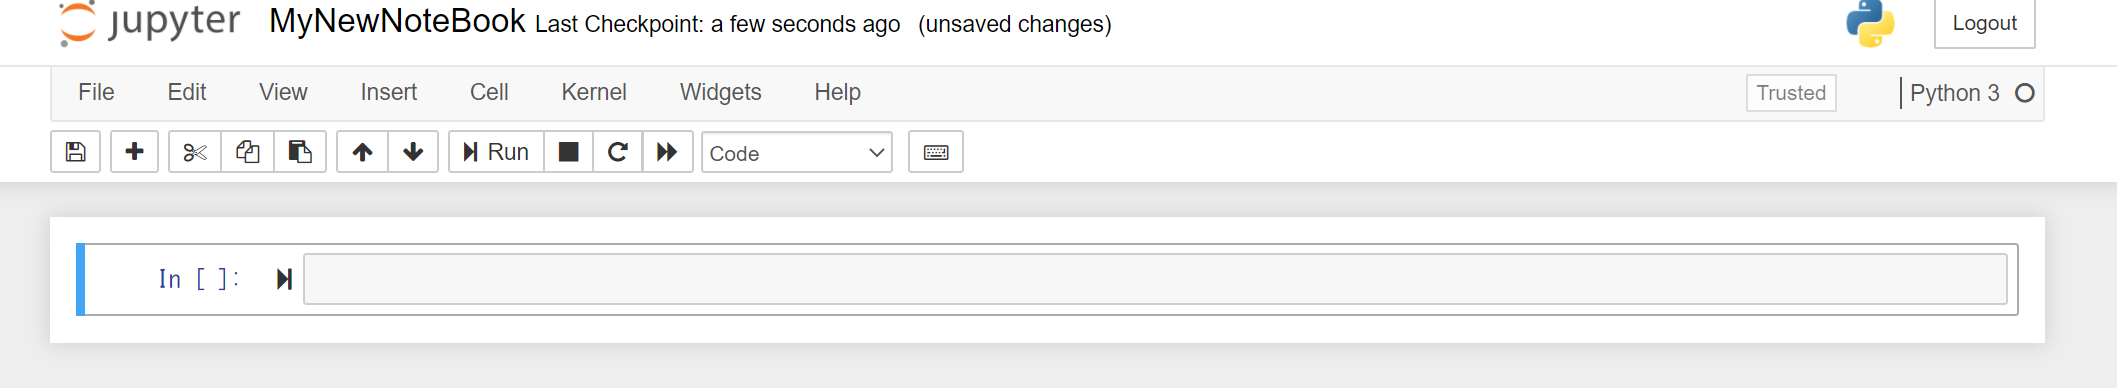 jupyter MyNewNoteBook Last Checkpoint: a few seconds ago (unsaved changes) Logout
File Edit View Insert Cell Kernel Widgets Help Trusted Python 3
Run Code
In [ ]: